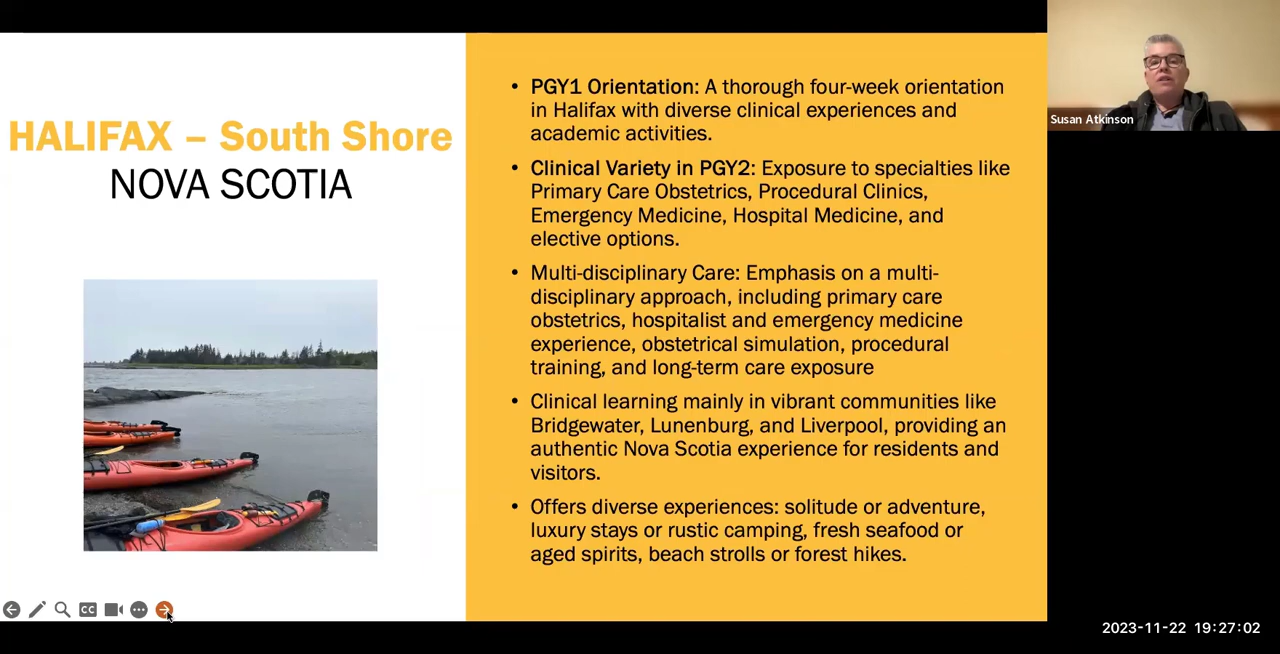 HALIFAX – South Shore
NOVA SCOTIA
• PGY1 Orientation: A thorough four-week orientation
in Halifax with diverse clinical experiences and
academic activities.
• Clinical Variety in PGY2: Exposure to specialties like
Primary Care Obstetrics, Procedural Clinics,
Emergency Medicine, Hospital Medicine, and
elective options.
• Multi-disciplinary Care: Emphasis on a multi-
disciplinary approach, including primary care
obstetrics, hospitalist and emergency medicine
experience, obstetrical simulation, procedural
training, and long-term care exposure
• Clinical learning mainly in vibrant communities like
Bridgewater, Lunenburg, and Liverpool, providing an
authentic Nova Scotia experience for residents and
visitors.
• Offers diverse experiences: solitude or adventure,
luxury stays or rustic camping, fresh seafood or
aged spirits, beach strolls or forest hikes.
CC
Susan Atkinson
2023-11-22 19:27:02